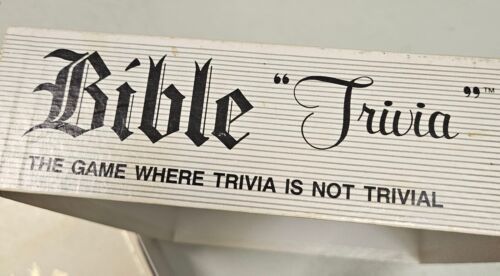 Bible “Trivia”™
THE GAME WHERE TRIVIA IS NOT TRIVIAL